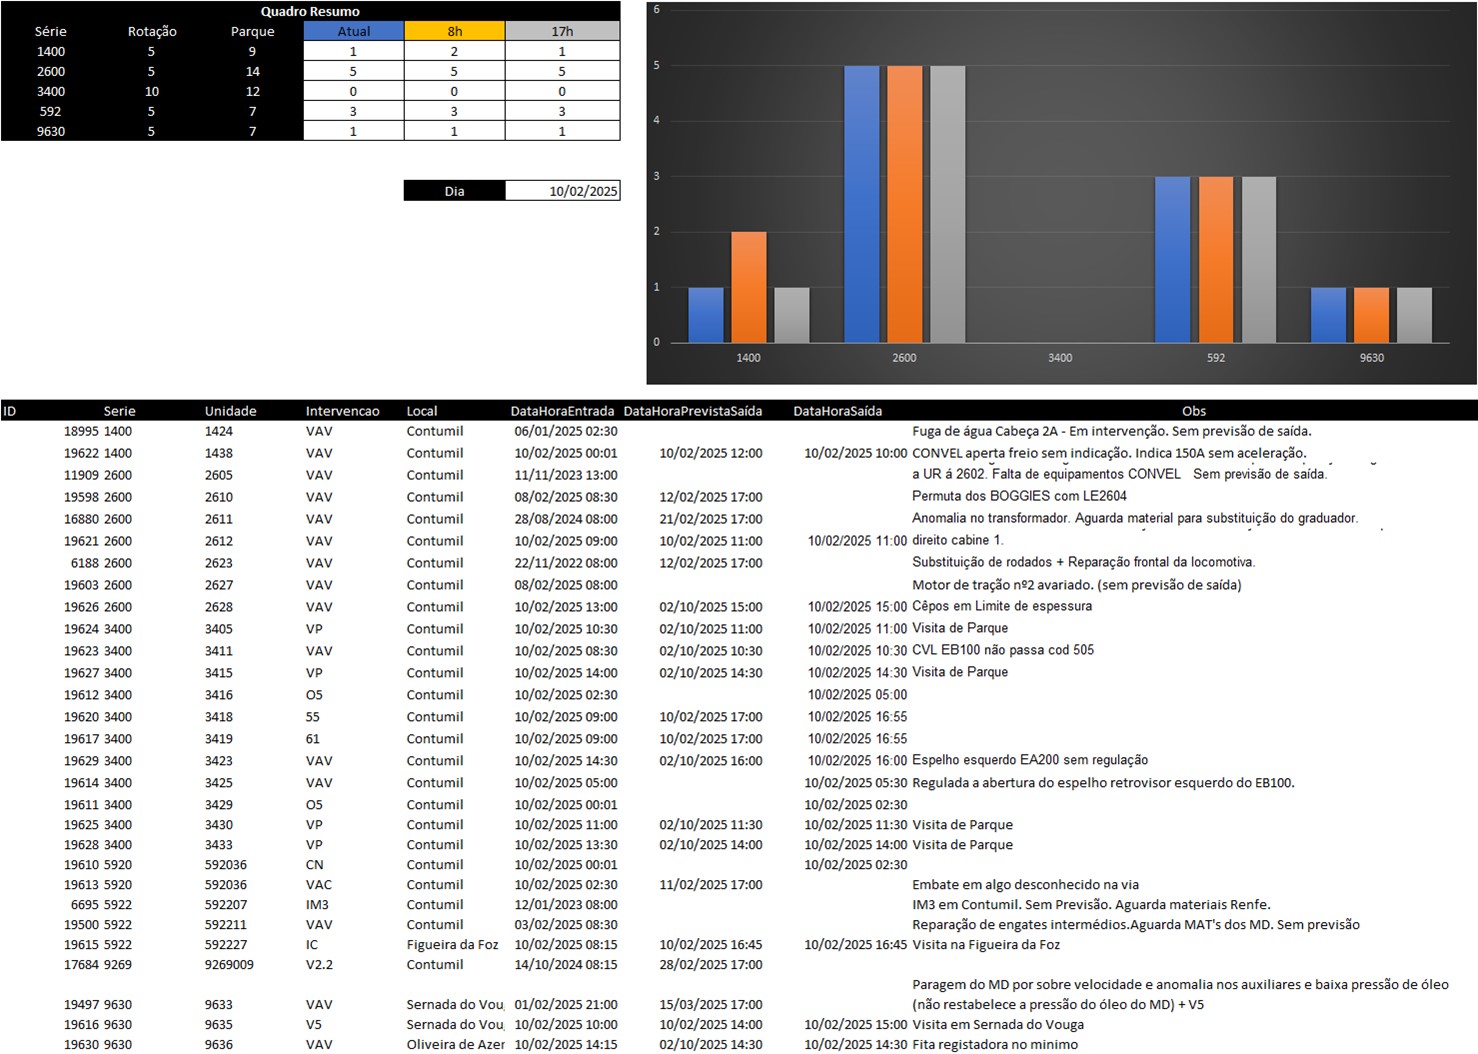 Quadro Resumo
Série Rotação Parque Atual 8h 17h
1400 5 9 1 2 1
2600 5 14 5 5 5
3400 10 12 0 0 0
592 5 7 3 3 3
9630 5 7 1 1 1
Dia 10/02/2025
6
5
4
3
2
1
0
1400 2600 3400 592 9630
ID Serie Unidade Intervencao Local DataHoraEntrada DataHoraPrevistaSaída DataHoraSaída Obs
18995 1400 1424 VAV Contumil 06/01/2025 02:30 Fuga de água Cabeça 2A - Em intervenção. Sem previsão de saída.
19622 1400 1438 VAV Contumil 10/02/2025 00:01 10/02/2025 12:00 10/02/2025 10:00 CONVEL aperta freio sem indicação. Indica 150A sem aceleração.
11909 2600 2605 VAV Contumil 11/11/2023 13:00 a UR á 2602. Falta de equipamentos CONVEL Sem previsão de saída.
19598 2600 2610 VAV Contumil 08/02/2025 08:30 12/02/2025 17:00 Permuta dos BOGGIES com LE2604
16880 2600 2611 VAV Contumil 28/08/2024 08:00 21/02/2025 17:00 Anomalia no transformador. Aguarda material para substituição do graduador.
19621 2600 2612 VAV Contumil 10/02/2025 09:00 10/02/2025 11:00 10/02/2025 11:00 direito cabine 1.
6188 2600 2623 VAV Contumil 22/11/2022 08:00 12/02/2025 17:00 Substituição de rodados + Reparação frontal da locomotiva.
19603 2600 2627 VAV Contumil 08/02/2025 08:00 Motor de tração nº2 avariado. (sem previsão de saída)
19626 2600 2628 VAV Contumil 10/02/2025 13:00 02/10/2025 15:00 10/02/2025 15:00 Cêpos em Limite de espessura
19624 3400 3405 VP Contumil 10/02/2025 10:30 02/10/2025 11:00 10/02/2025 11:00 Visita de Parque
19623 3400 3411 VAV Contumil 10/02/2025 08:30 02/10/2025 10:30 10/02/2025 10:30 CVL EB100 não passa cod 505
19627 3400 3415 VP Contumil 10/02/2025 14:00 02/10/2025 14:30 10/02/2025 14:30 Visita de Parque
19612 3400 3416 O5 Contumil 10/02/2025 02:30 10/02/2025 05:00
19620 3400 3418 55 Contumil 10/02/2025 09:00 10/02/2025 17:00 10/02/2025 16:55
19617 3400 3419 61 Contumil 10/02/2025 09:00 10/02/2025 17:00 10/02/2025 16:55
19629 3400 3423 VAV Contumil 10/02/2025 14:30 02/10/2025 16:00 10/02/2025 16:00 Espelho esquerdo EA200 sem regulação
19614 3400 3425 VAV Contumil 10/02/2025 05:00 10/02/2025 05:30 Regulada a abertura do espelho retrovisor esquerdo do EB100.
19611 3400 3429 O5 Contumil 10/02/2025 00:01 10/02/2025 02:30
19625 3400 3430 VP Contumil 10/02/2025 11:00 02/10/2025 11:30 10/02/2025 11:30 Visita de Parque
19628 3400 3433 VP Contumil 10/02/2025 13:30 02/10/2025 14:00 10/02/2025 14:00 Visita de Parque
19610 5920 592036 CN Contumil 10/02/2025 00:01 10/02/2025 02:30
19613 5920 592036 VAC Contumil 10/02/2025 02:30 11/02/2025 17:00 Embate em algo desconhecido na via
6695 5922 592207 IM3 Contumil 12/01/2023 08:00 IM3 em Contumil. Sem Previsão. Aguarda materiais Renfe.
19500 5922 592211 VAV Contumil 03/02/2025 08:30 Reparação de engates intermédios.Aguarda MAT's dos MD. Sem previsão
19615 5922 592227 IC Figueira da Foz 10/02/2025 08:15 10/02/2025 16:45 10/02/2025 16:45 Visita na Figueira da Foz
17684 9269 9269009 V2.2 Contumil 14/10/2024 08:15 28/02/2025 17:00
Paragem do MD por sobre velocidade e anomalia nos auxiliares e baixa pressão de óleo
19497 9630 9633 VAV Sernada do Vou 01/02/2025 21:00 15/03/2025 17:00 (não restabelece a pressão do óleo do MD) + V5
19616 9630 9635 V5 Sernada do Vou 10/02/2025 10:00 10/02/2025 14:00 10/02/2025 15:00 Visita em Sernada do Vouga
19630 9630 9636 VAV Oliveira de Azer 10/02/2025 14:15 02/10/2025 14:30 10/02/2025 14:30 Fita registadora no minimo